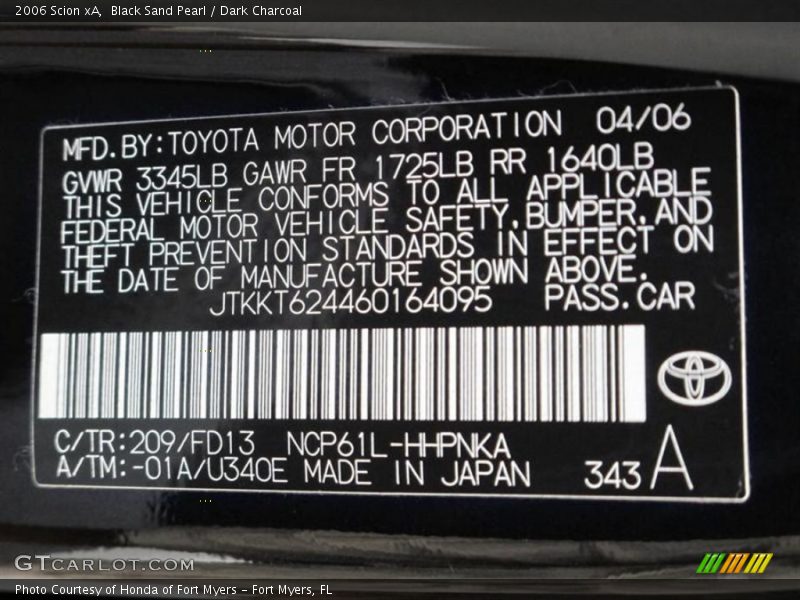 2006 Scion xA,  Black Sand Pearl / Dark Charcoal
MFD.BY:TOYOTA MOTOR CORPORATION 04/06
GVWR 3345LB GAWR FR 1725LB RR 1640LB
THIS VEHICLE CONFORMS TO ALL APPLICABLE
FEDERAL MOTOR VEHICLE SAFETY,BUMPER,AND
THEFT PREVENTION STANDARDS IN EFFECT ON
THE DATE OF MANUFACTURE SHOWN ABOVE.
JTKKT624460164095 PASS.CAR
C/TR:209/FD13 NCP61L-HHPNKA
A/TM:-01A/U340E MADE IN JAPAN 343 A
GTCARLOT.COM
Photo Courtesy of Honda of Fort Myers – Fort Myers, FL